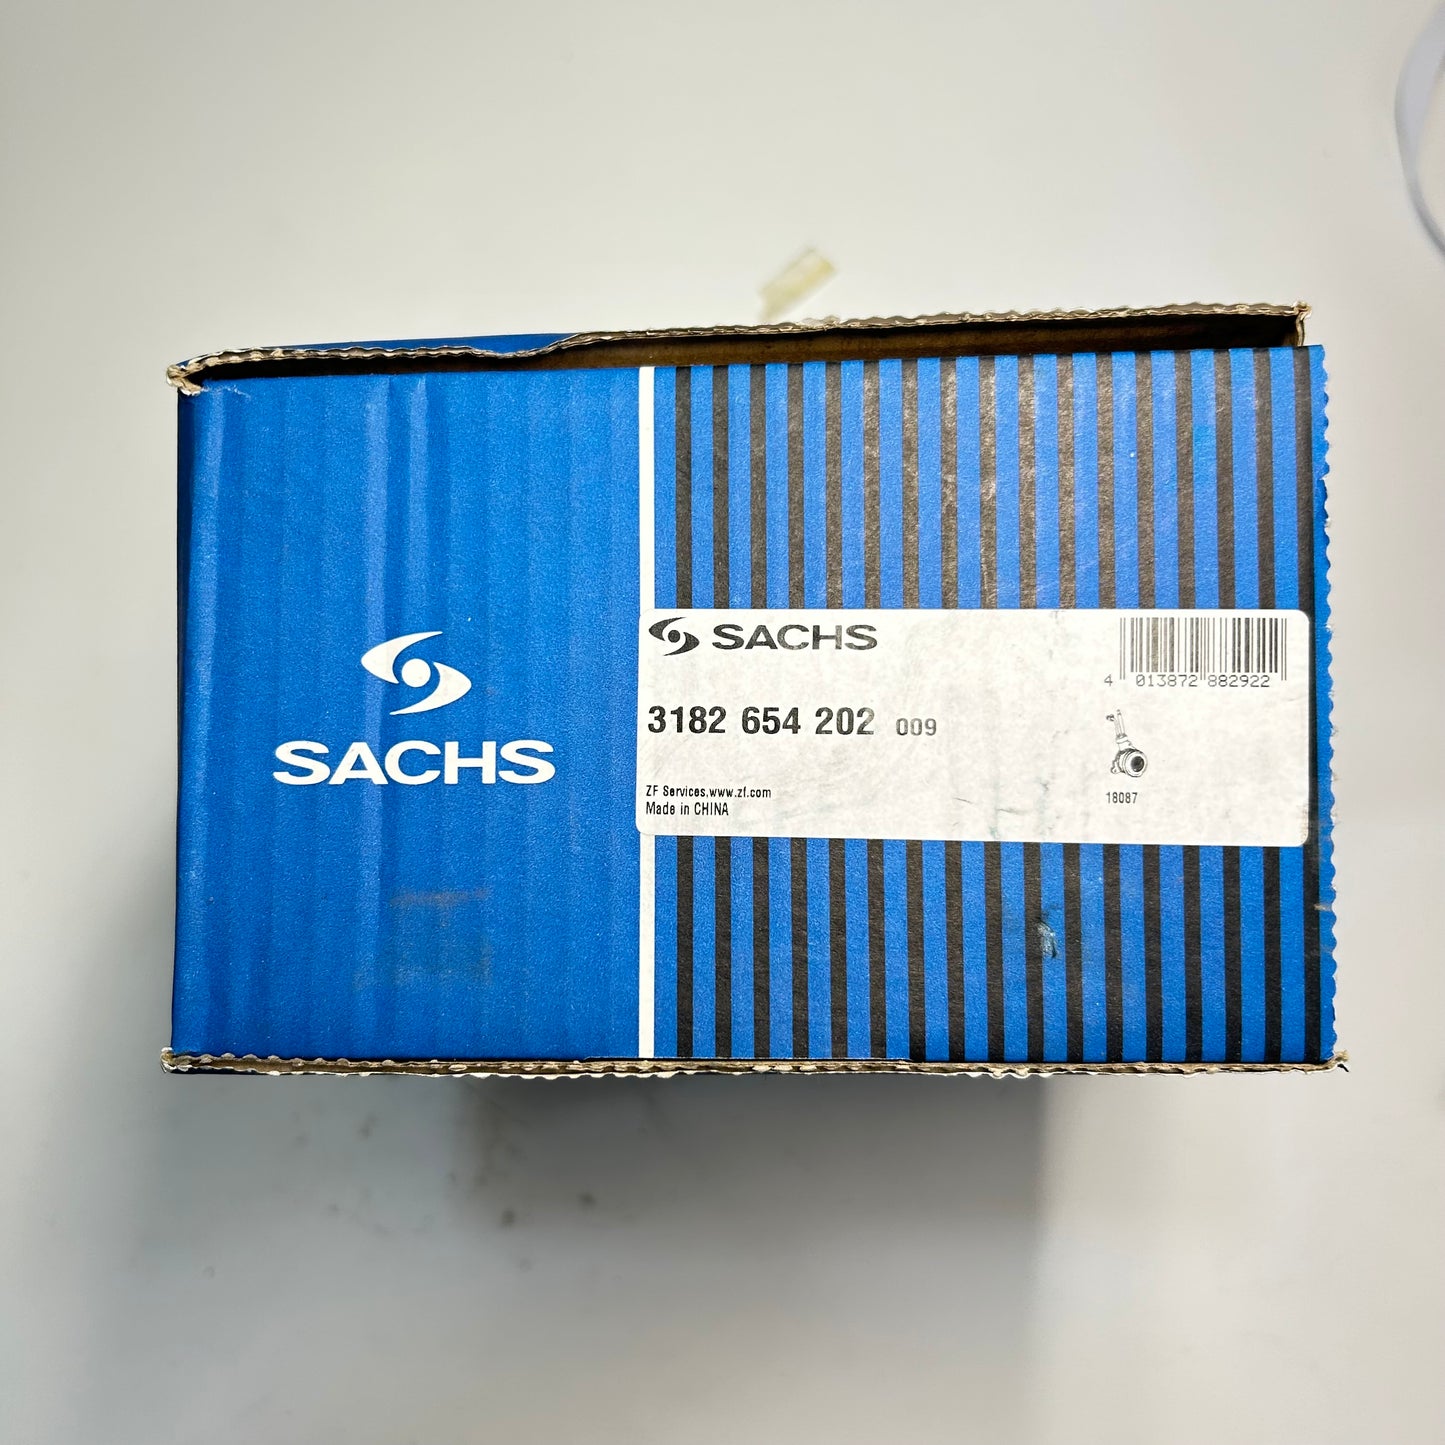 SACHS
SACHS
4 013872 882922
3182 654 202 009
ZF Services,www.zf.com
Made in CHINA
18087